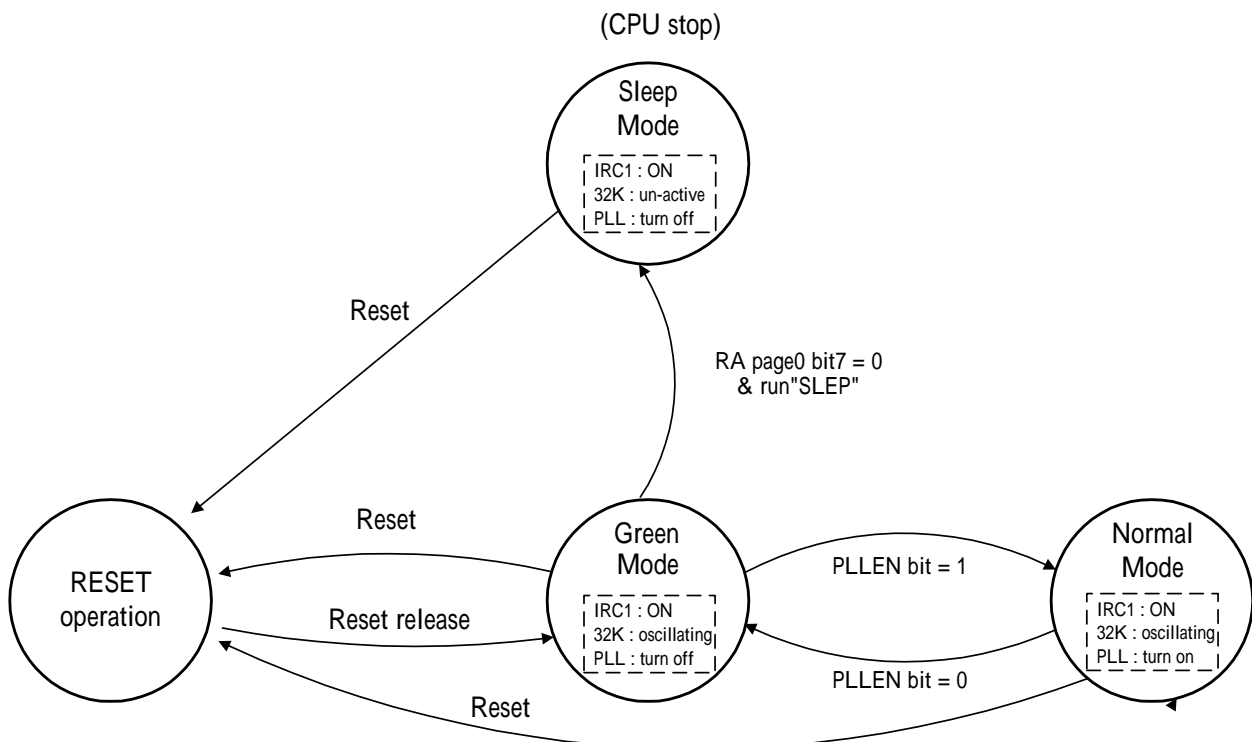 (CPU stop)
Sleep
Mode
IRC1 : ON
32K : un-active
PLL : turn off
Reset
RA page0 bit7 = 0
& run"SLEP"
Reset
RESET
operation
Reset release
Green
Mode
IRC1 : ON
32K : oscillating
PLL : turn off
PLLEN bit = 1
PLLEN bit = 0
Normal
Mode
IRC1 : ON
32K : oscillating
PLL : turn on
Reset